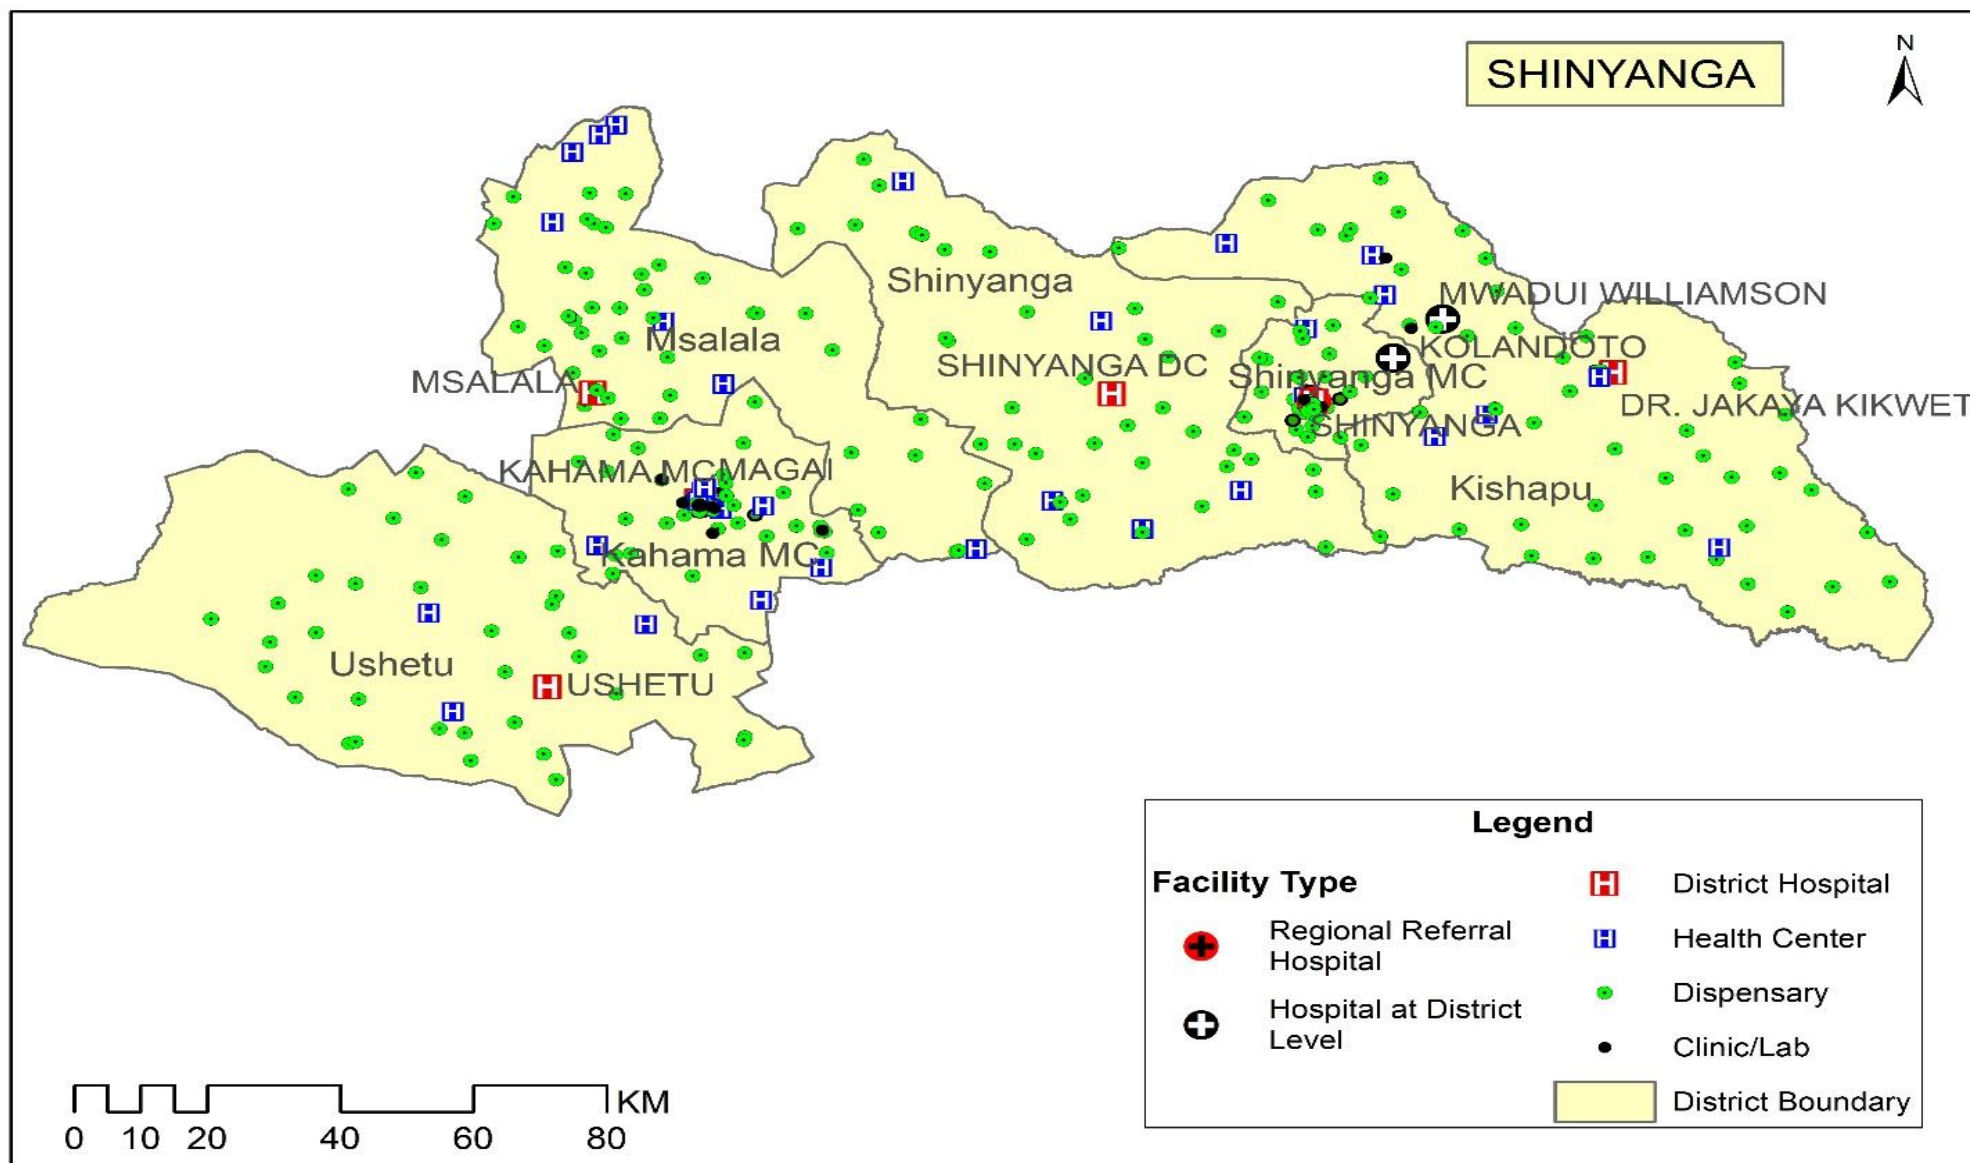 SHINYANGA
N
Shinyanga
MWADUI WILLIAMSON
Msalala
KOLANDOTO
SHINYANGA DC
Shinyanga MC
MSALALA
DR. JAKAYA KIKWET
SHINYANGA
KAHAMA MC
MAGAI
Kishapu
Kahama MC
Ushetu
USHETU
Legend
Facility Type
Regional Referral
Hospital
Hospital at District
Level
District Hospital
Health Center
Dispensary
Clinic/Lab
District Boundary
KM
0 10 20 40 60 80